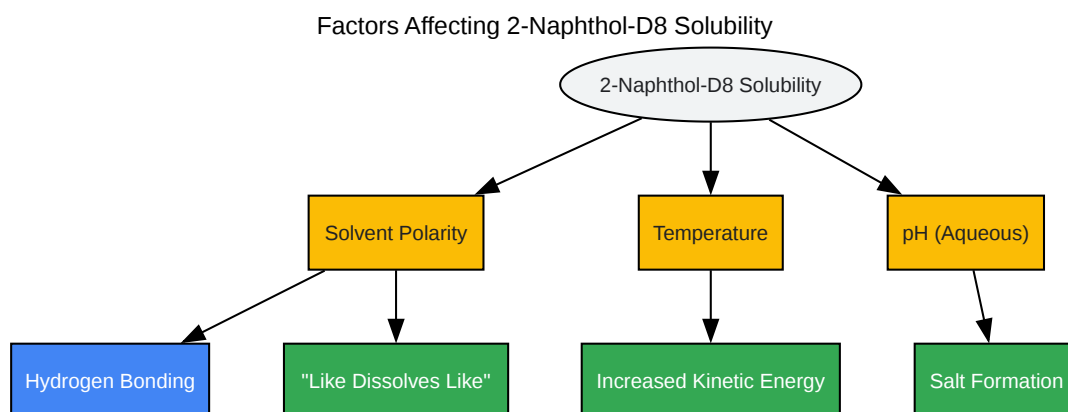 Factors Affecting 2-Naphthol-D8 Solubility
2-Naphthol-D8 Solubility
Solvent Polarity
Temperature
pH (Aqueous)
Hydrogen Bonding
"Like Dissolves Like"
Increased Kinetic Energy
Salt Formation